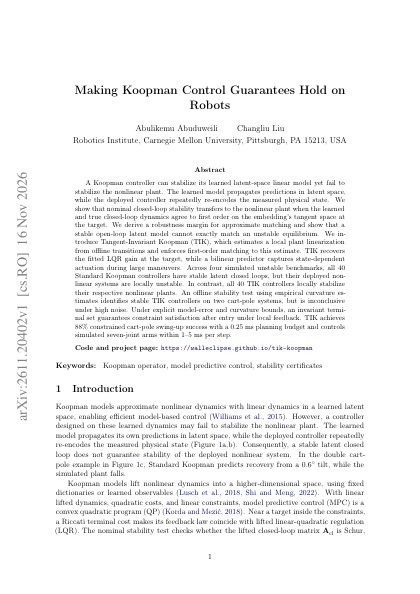 Making Koopman Control Guarantees Hold on
Robots
Abulikemu Abuduweili Changliu Liu
Robotics Institute, Carnegie Mellon University, Pittsburgh, PA 15213, USA
Abstract
A Koopman controller can stabilize its learned latent-space linear model yet fail to
stabilize the nonlinear plant. The learned model propagates predictions in latent space,
while the deployed controller repeatedly re-encodes the measured physical state. We
show that nominal closed-loop stability transfers to the nonlinear plant when the learned
and true closed-loop dynamics agree to first order on the embedding's tangent space at
the target. We derive a robustness margin for approximate matching and show that a
stable open-loop latent model cannot exactly match an unstable equilibrium. We in-
troduce Tangent-Invariant Koopman (TIK), which estimates a local plant linearization
from offline transitions and enforces first-order matching to this estimate. TIK recovers
the fitted LQR gain at the target, while a bilinear predictor captures state-dependent
actuation during large maneuvers. Across four simulated unstable benchmarks, all 40
Standard Koopman controllers have stable latent closed loops, but their deployed non-
linear systems are locally unstable. In contrast, all 40 TIK controllers locally stabilize
their respective nonlinear plants. An offline stability test using empirical curvature es-
timates identifies stable TIK controllers on two cart-pole systems, but is inconclusive
under high noise. Under explicit model-error and curvature bounds, an invariant termi-
nal set guarantees constraint satisfaction after entry under local feedback. TIK achieves
88% constrained cart-pole swing-up success with a 0.25 ms planning budget and controls
simulated seven-joint arms within 1–5 ms per step.
Code and project page: https://walleclipse.github.io/tik-koopman
Keywords: Koopman operator, model predictive control, stability certificates
1 Introduction
Koopman models approximate nonlinear dynamics with linear dynamics in a learned latent
space, enabling efficient model-based control (Williams et al., 2015). However, a controller
designed on these learned dynamics may fail to stabilize the nonlinear plant. The learned
model propagates its own predictions in latent space, while the deployed controller repeatedly
re-encodes the measured physical state (Figure 1a,b). Consequently, a stable latent closed
loop does not guarantee stability of the deployed nonlinear system. In the double cart-
pole example in Figure 1c, Standard Koopman predicts recovery from a 0.6° tilt, while the
simulated plant falls.
Koopman models lift nonlinear dynamics into a higher-dimensional space, using fixed
dictionaries or learned observables (Lusch et al., 2018, Shi and Meng, 2022). With linear
lifted dynamics, quadratic costs, and linear constraints, model predictive control (MPC) is a
convex quadratic program (QP) (Korda and Mezić, 2018). Near a target inside the constraints,
a Riccati terminal cost makes its feedback law coincide with lifted linear-quadratic regulation
(LQR). The nominal stability test checks whether the lifted closed-loop matrix A_cl is Schur,
1
arXiv:2611.20402v1 [cs.RO] 16 Nov 2026